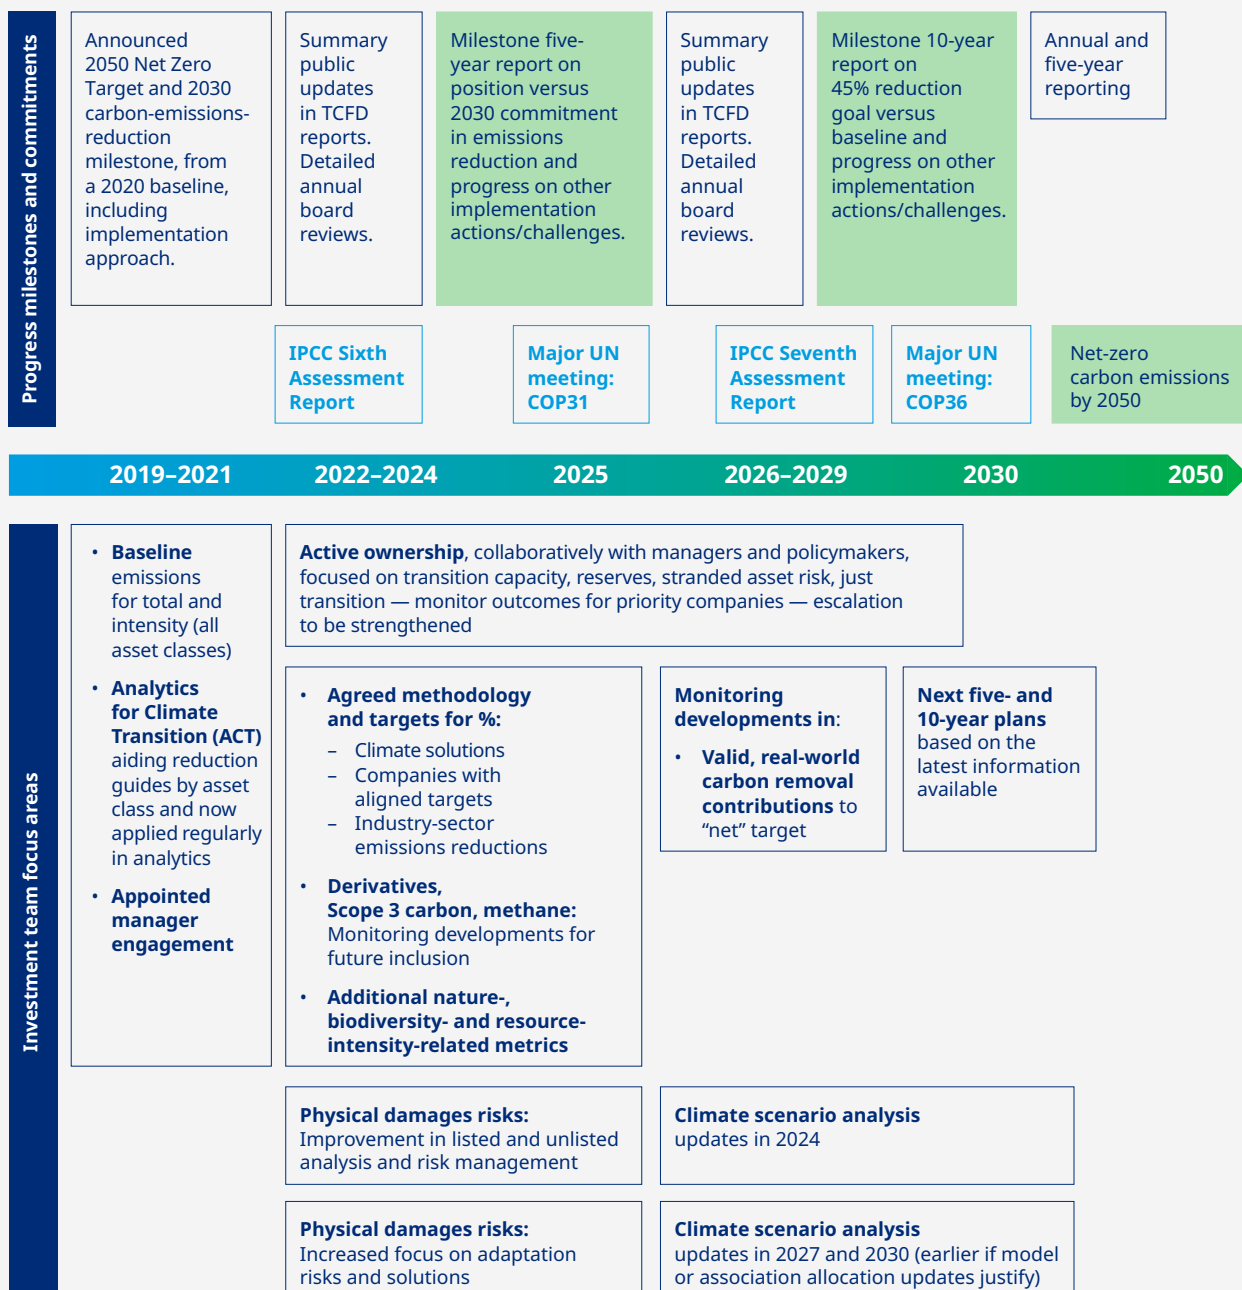 Progress milestones and commitments
Announced
2050 Net Zero
Target and 2030
carbon-emissions-
reduction
milestone, from
a 2020 baseline,
including
implementation
approach.
Summary
public
updates
in TCFD
reports.
Detailed
annual
board
reviews.
Milestone five-
year report on
position versus
2030 commitment
in emissions
reduction and
progress on other
implementation
actions/challenges.
Summary
public
updates
in TCFD
reports.
Detailed
annual
board
reviews.
Milestone 10-year
report on
45% reduction
goal versus
baseline and
progress on other
implementation
actions/challenges.
Annual and
five-year
reporting
IPCC Sixth
Assessment
Report
Major UN
meeting:
COP31
IPCC Seventh
Assessment
Report
Major UN
meeting:
COP36
Net-zero
carbon emissions
by 2050
2019–2021
2022–2024
2025
2026–2029
2030
2050
Investment team focus areas
• Baseline
emissions
for total and
intensity (all
asset classes)
• Analytics
for Climate
Transition (ACT)
aiding reduction
guides by asset
class and now
applied regularly
in analytics
• Appointed
manager
engagement
Active ownership, collaboratively with managers and policymakers,
focused on transition capacity, reserves, stranded asset risk, just
transition — monitor outcomes for priority companies — escalation
to be strengthened
• Agreed methodology
and targets for %:
– Climate solutions
– Companies with
aligned targets
– Industry-sector
emissions reductions
• Derivatives,
Scope 3 carbon, methane:
Monitoring developments for
future inclusion
• Additional nature-,
biodiversity- and resource-
intensity-related metrics
Monitoring
developments in:
• Valid, real-world
carbon removal
contributions to
“net” target
Next five- and
10-year plans
based on the
latest information
available
Physical damages risks:
Improvement in listed and unlisted
analysis and risk management
Climate scenario analysis
updates in 2024
Physical damages risks:
Increased focus on adaptation
risks and solutions
Climate scenario analysis
updates in 2027 and 2030 (earlier if model
or association allocation updates justify)